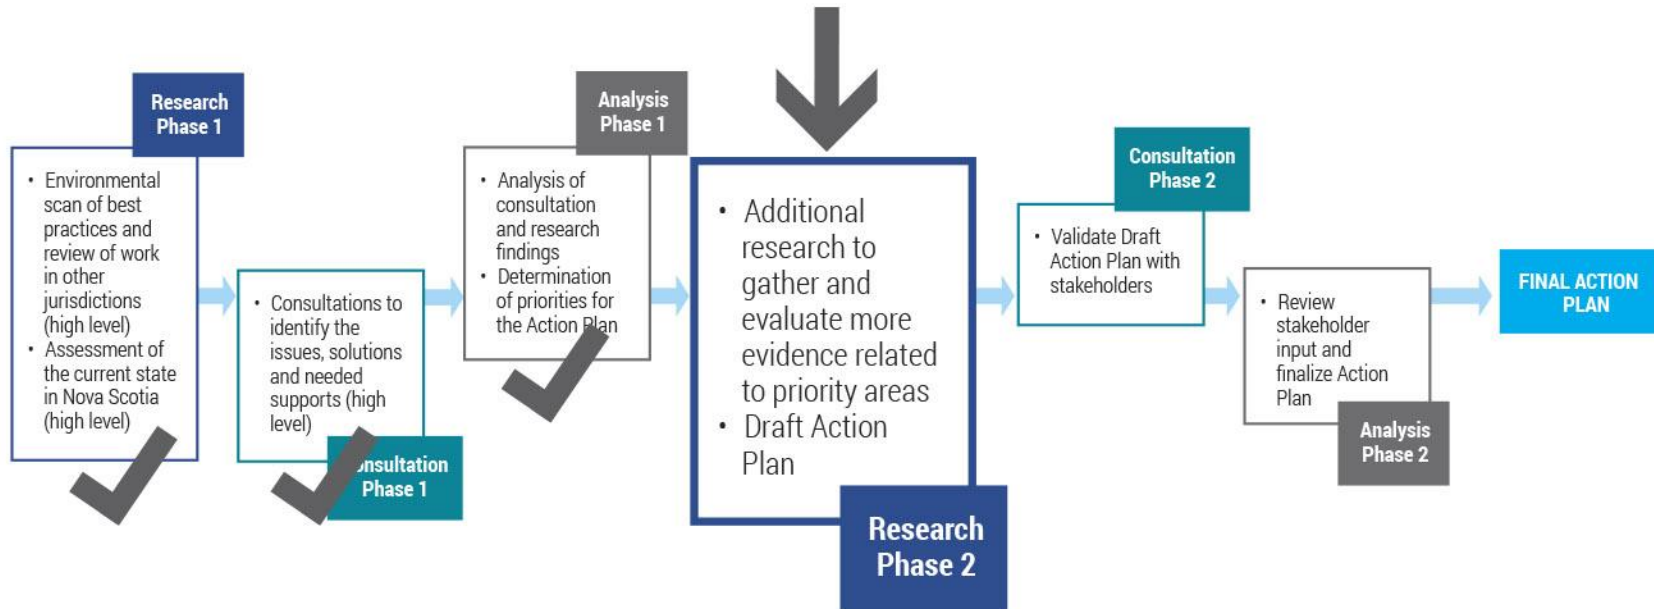 Research
Phase 1
• Environmental
scan of best
practices and
review of work
in other
jurisdictions
(high level)
• Assessment of
the current state
in Nova Scotia
(high level)
• Consultations to
identify the
issues, solutions
and needed
supports (high
level)
Consultation
Phase 1
Analysis
Phase 1
• Analysis of
consultation
and research
findings
• Determination
of priorities for
the Action Plan
• Additional
research to
gather and
evaluate more
evidence related
to priority areas
• Draft Action
Plan
Research
Phase 2
Consultation
Phase 2
• Validate Draft
Action Plan with
stakeholders
• Review
stakeholder
input and
finalize Action
Plan
Analysis
Phase 2
FINAL ACTION
PLAN